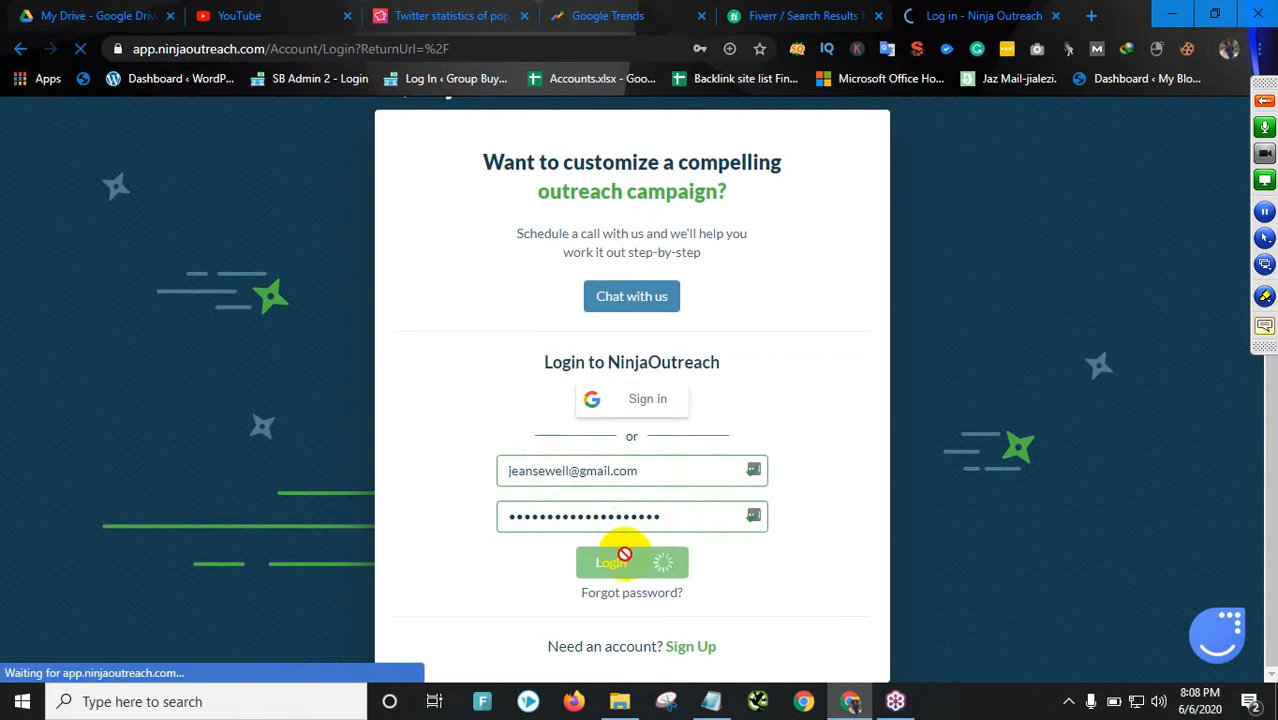 My Drive - Google Driv
YouTube
Twitter statistics of pop
Google Trends
Fiverr / Search Results f
Log in - Ninja Outreach
app.ninjaoutreach.com/Account/Login?ReturnUrl=%2F
Apps
Dashboard ‹ WordP...
SB Admin 2 - Login
Log In ‹ Group Buy...
Accounts.xlsx - Goo...
Backlink site list Fin...
Microsoft Office Ho...
Jaz Mail-jialezi.
Dashboard ‹ My Blo...
Want to customize a compelling
outreach campaign?
Schedule a call with us and we'll help you
work it out step-by-step
Chat with us
Login to NinjaOutreach
Sign in
or
jeansewell@gmail.com
••••••••••••••••••••
Login
Forgot password?
Need an account? Sign Up
Waiting for app.ninjaoutreach.com...
Type here to search
8:08 PM
6/6/2020
2